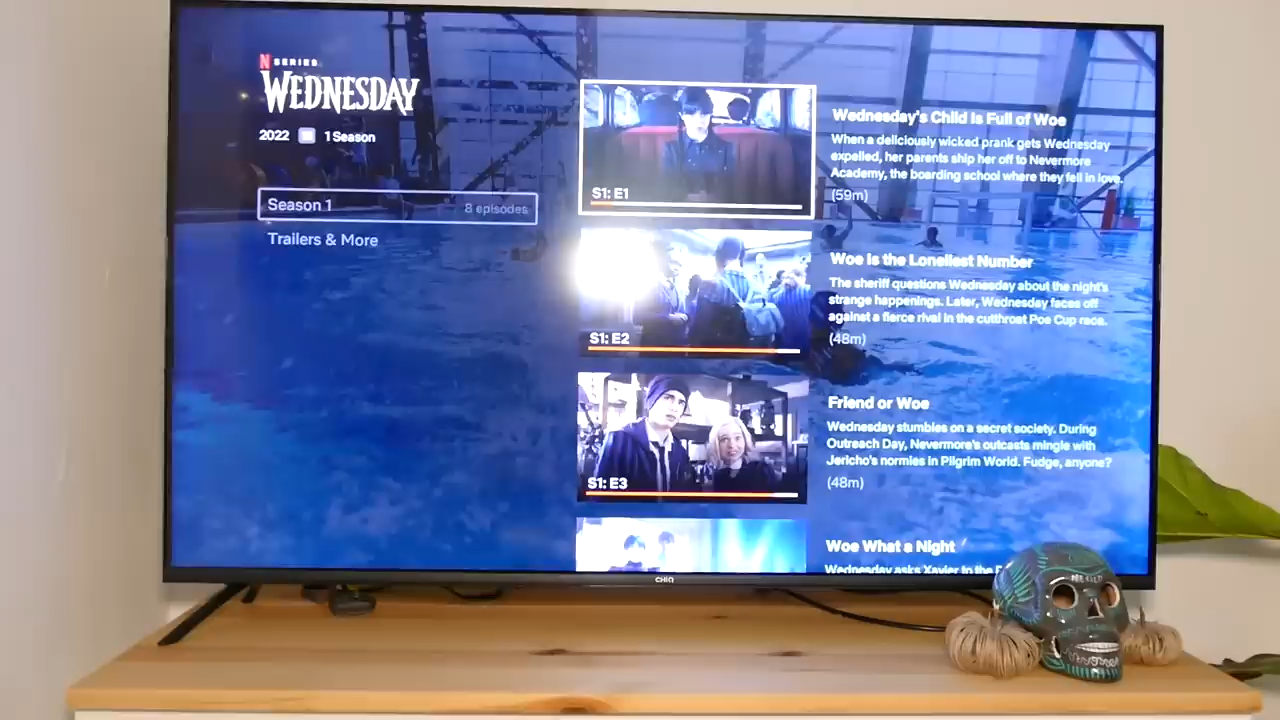 N SERIES
WEDNESDAY
2022 1 Season
Season 1 8 episodes
Trailers & More
S1: E1
Wednesday's Child Is Full of Woe
When a deliciously wicked prank gets Wednesday
expelled, her parents ship her off to Nevermore
Academy, the boarding school where they fell in love.
(59m)
S1: E2
Woe Is the Loneliest Number
The sheriff questions Wednesday about the night's
strange happenings. Later, Wednesday faces off
against a fierce rival in the cutthroat Poe Cup race.
(48m)
S1: E3
Friend or Woe
Wednesday stumbles on a secret society. During
Outreach Day, Nevermore's outcasts mingle with
Jericho's normies in Pilgrim World. Fudge, anyone?
(48m)
Woe What a Night
Wednesday asks Xavier to the
CHIQ
MEXICO